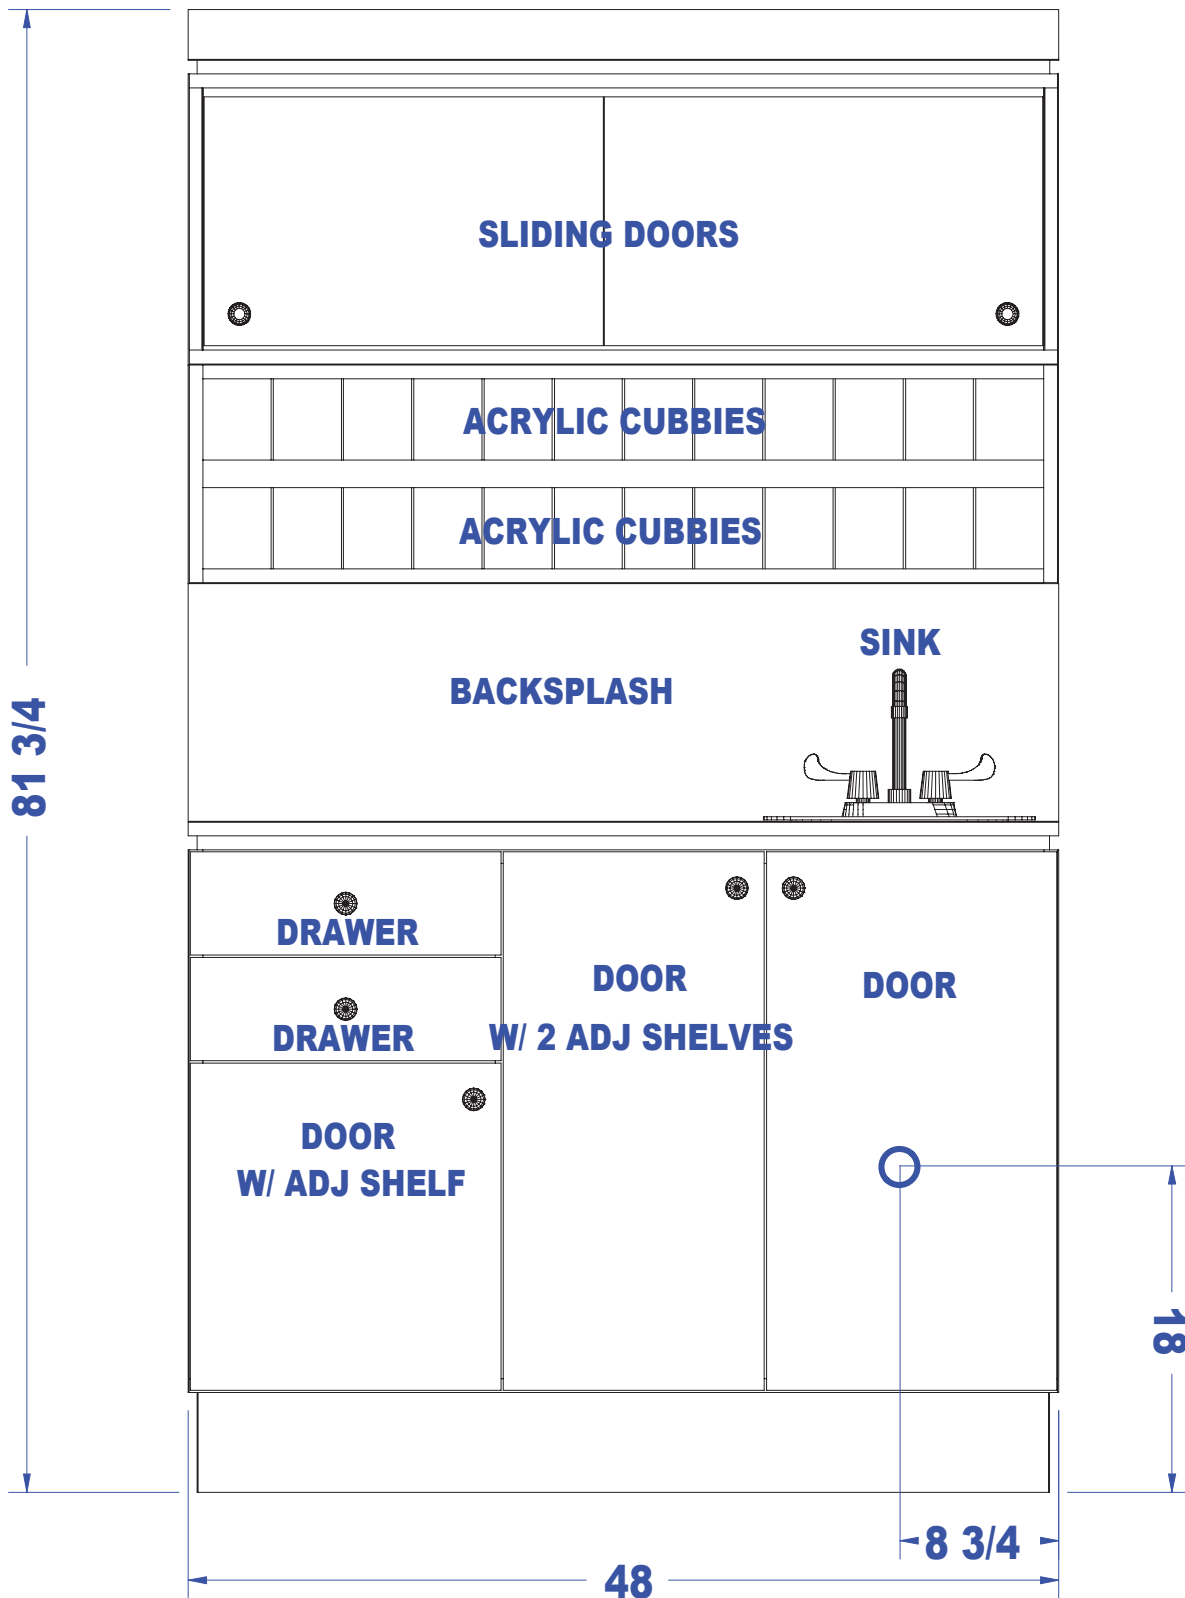 SLIDING DOORS
ACRYLIC CUBBIES
ACRYLIC CUBBIES
SINK
BACKSPLASH
81 3/4
DRAWER
DOOR
DOOR
W/ 2 ADJ SHELVES
DRAWER
DOOR
W/ ADJ SHELF
18
8 3/4
48